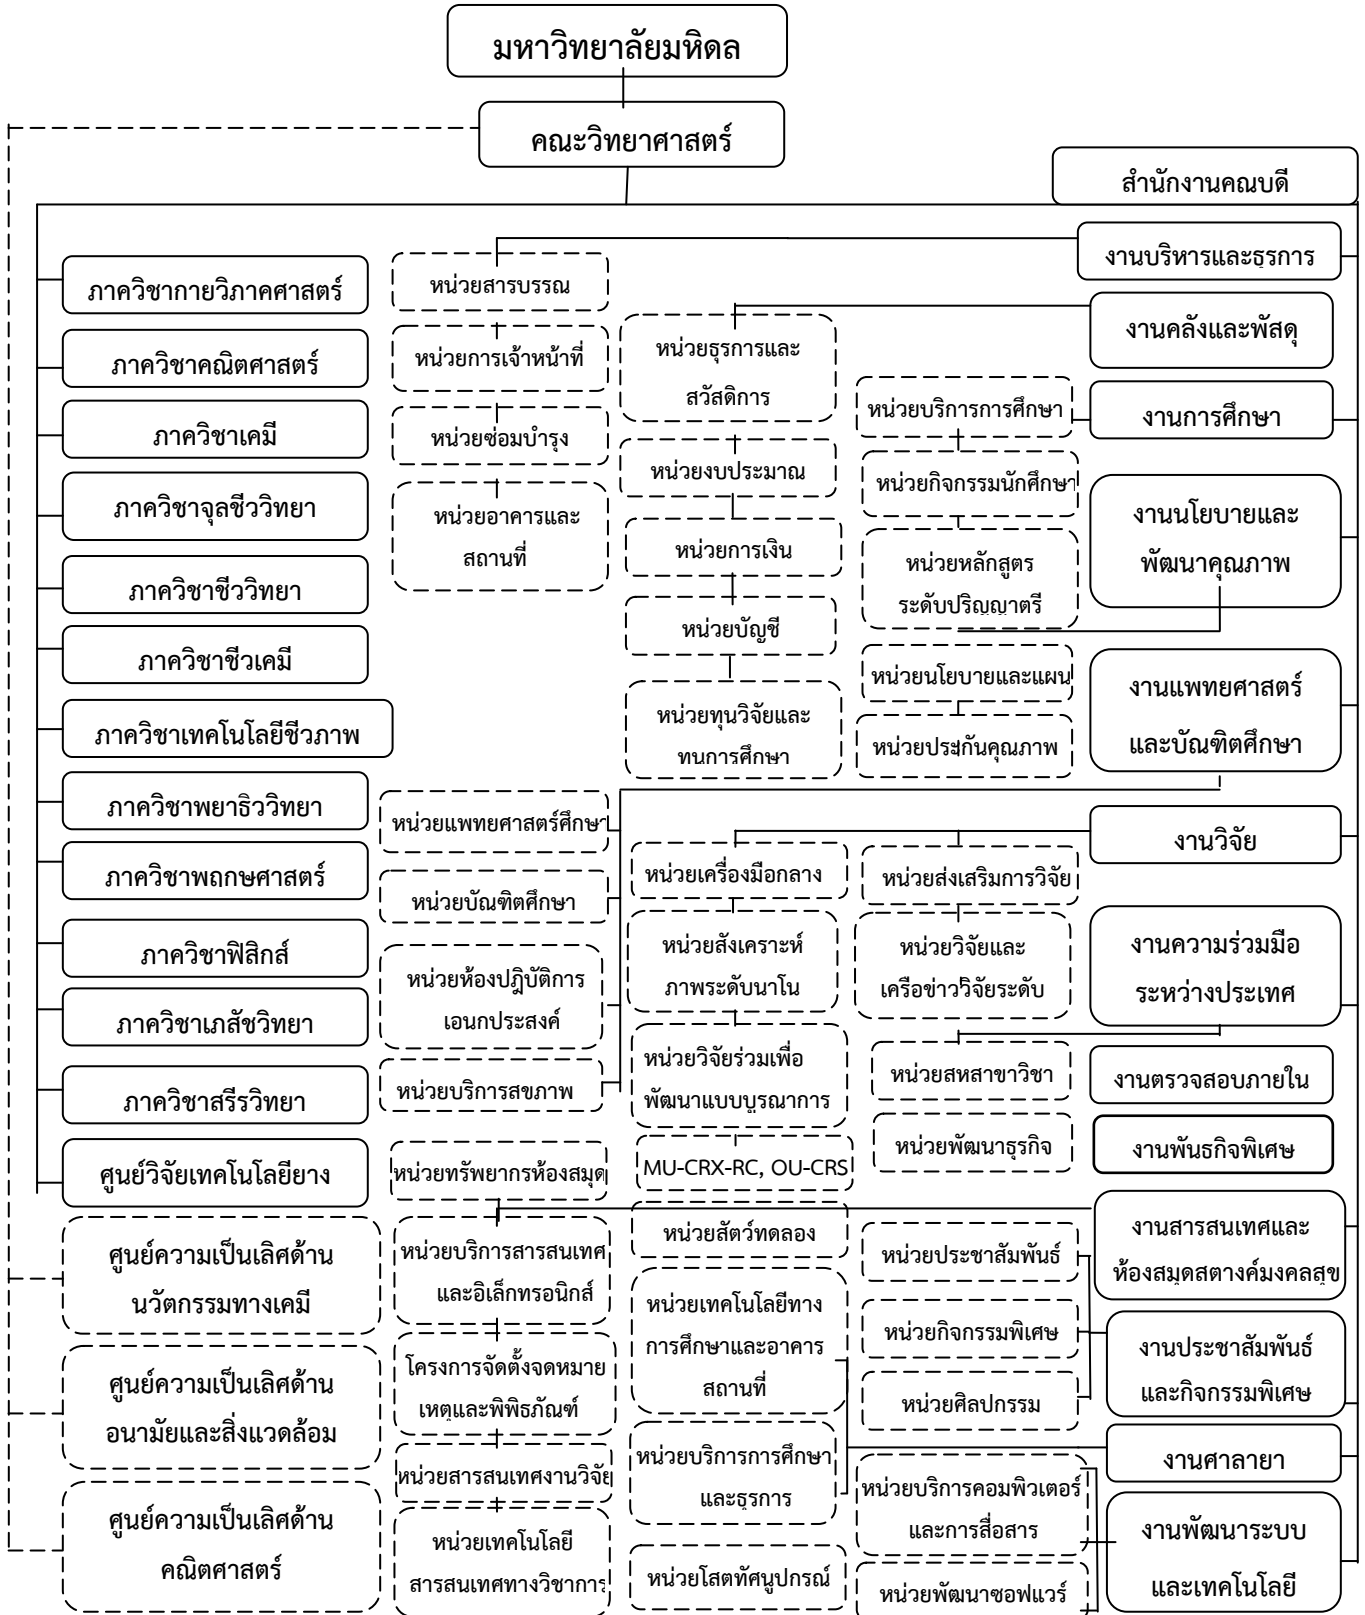 มหาวิทยาลัยมหิดล
คณะวิทยาศาสตร์
สำนักงานคณบดี
ภาควิชากายวิภาคศาสตร์
ภาควิชาคณิตศาสตร์
ภาควิชาเคมี
ภาควิชาจุลชีววิทยา
ภาควิชาชีววิทยา
ภาควิชาชีวเคมี
ภาควิชาเทคโนโลยีชีวภาพ
ภาควิชาพยาธิววิทยา
ภาควิชาพฤกษศาสตร์
ภาควิชาฟิสิกส์
ภาควิชาเภสัชวิทยา
ภาควิชาสรีรวิทยา
ศูนย์วิจัยเทคโนโลยียาง
ศูนย์ความเป็นเลิศด้าน
นวัตกรรมทางเคมี
ศูนย์ความเป็นเลิศด้าน
อนามัยและสิ่งแวดล้อม
ศูนย์ความเป็นเลิศด้าน
คณิตศาสตร์
หน่วยสารบรรณ
หน่วยการเจ้าหน้าที่
หน่วยซ่อมบำรุง
หน่วยอาคารและ
สถานที่
หน่วยแพทยศาสตร์ศึกษา
หน่วยบัณฑิตศึกษา
หน่วยห้องปฎิบัติการ
เอนกประสงค์
หน่วยบริการสขภาพ
หน่วยทรัพยากรห้องสมุด
หน่วยบริการสารสนเทศ
และอิเล็กทรอนิกส์
โครงการจัดตั้งจดหมาย
เหตุและพิพิธภัณฑ์
หน่วยสารสนเทศงานวิจัย
หน่วยเทคโนโลยี
สารสนเทศทางวิชาการ
หน่วยธุรการและ
สวัสดิการ
หน่วยงบประมาณ
หน่วยการเงิน
หน่วยบัญชี
หน่วยทุนวิจัยและ
ทนการศึกษา
หน่วยเครื่องมือกลาง
หน่วยสังเคราะห์
ภาพระดับนาโน
หน่วยวิจัยร่วมเพื่อ
พัฒนาแบบบูรณาการ
MU-CRX-RC, OU-CRS
หน่วยสัตว์ทดลอง
หน่วยเทคโนโลยีทาง
การศึกษาและอาคาร
สถานที่
หน่วยบริการการศึกษา
และธุรการ
หน่วยโสตทัศนูปกรณ์
หน่วยบริการการศึกษา
หน่วยกิจกรรมนักศึกษา
หน่วยหลักสูตร
ระดับปริญญาตรี
หน่วยนโยบายและแผน
หน่วยประกันคุณภาพ
หน่วยส่งเสริมการวิจัย
หน่วยวิจัยและ
เครือข่าววิจัยระดับ
หน่วยสหสาขาวิชา
หน่วยพัฒนาธุรกิจ
หน่วยประชาสัมพันธ์
หน่วยกิจกรรมพิเศษ
หน่วยศิลปกรรม
หน่วยบริการคอมพิวเตอร์
และการสื่อสาร
หน่วยพัฒนาซอฟแวร์
งานบริหารและธุรการ
งานคลังและพัสดุ
งานการศึกษา
งานนโยบายและ
พัฒนาคุณภาพ
งานแพทยศาสตร์
และบัณฑิตศึกษา
งานวิจัย
งานความร่วมมือ
ระหว่างประเทศ
งานตรวจสอบภายใน
งานพันธกิจพิเศษ
งานสารสนเทศและ
ห้องสมุดสตางค์มงคลสุข
งานประชาสัมพันธ์
และกิจกรรมพิเศษ
งานศาลายา
งานพัฒนาระบบ
และเทคโนโลยี